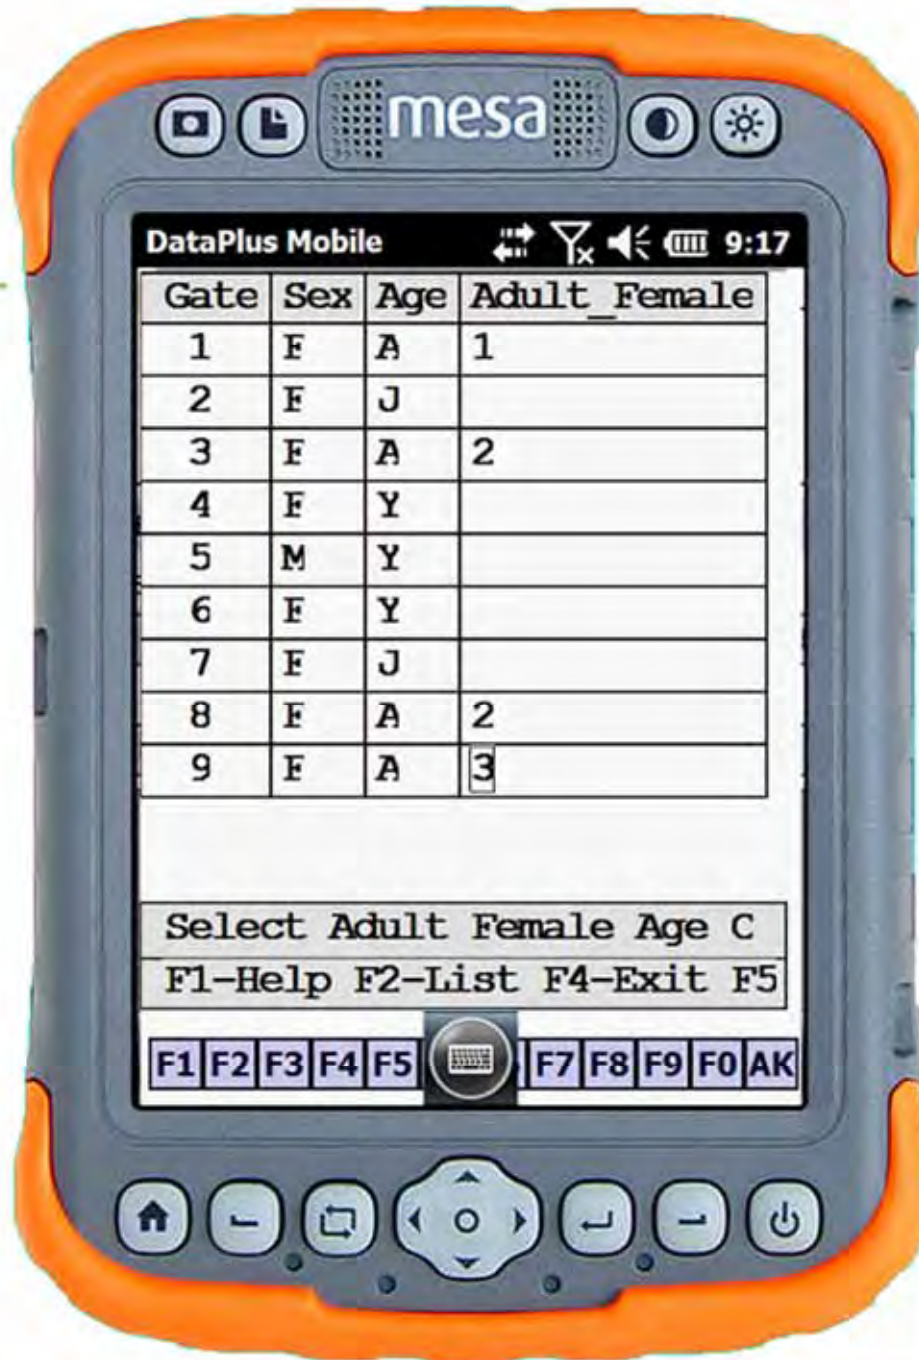 mesa
DataPlus Mobile 9:17
Gate Sex Age Adult_Female
1 F A 1
2 F J
3 F A 2
4 F Y
5 M Y
6 F Y
7 F J
8 F A 2
9 F A 3
Select Adult Female Age C
F1-Help F2-List F4-Exit F5
F1 F2 F3 F4 F5 F7 F8 F9 F0 AK